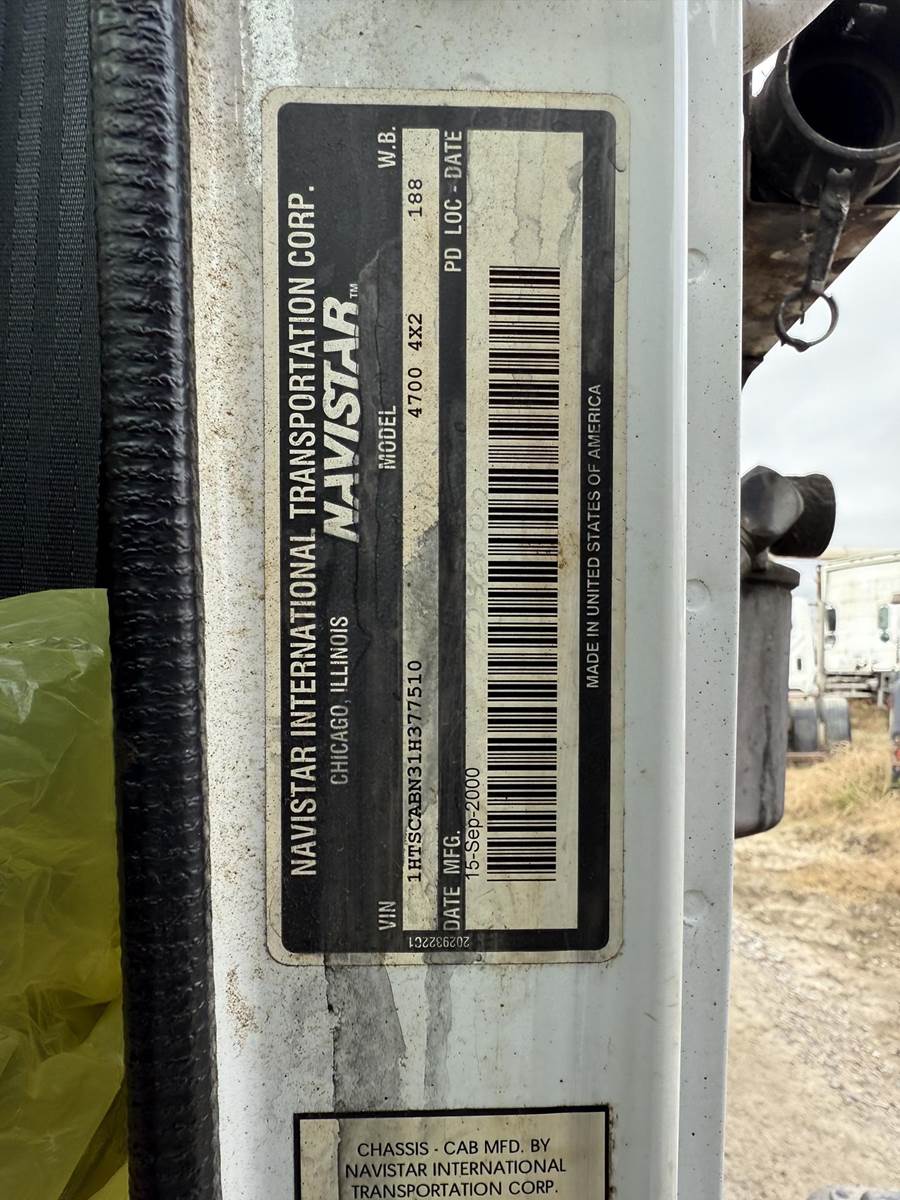 NAVISTAR INTERNATIONAL TRANSPORTATION CORP.
CHICAGO, ILLINOIS NAVISTAR™
VIN MODEL W.B.
1HTSCABN31H377510 4700 4X2 188
DATE MFG. PD LOC - DATE
15-Sep-2000
MADE IN UNITED STATES OF AMERICA
2029322C1
CHASSIS - CAB MFD. BY
NAVISTAR INTERNATIONAL
TRANSPORTATION CORP.